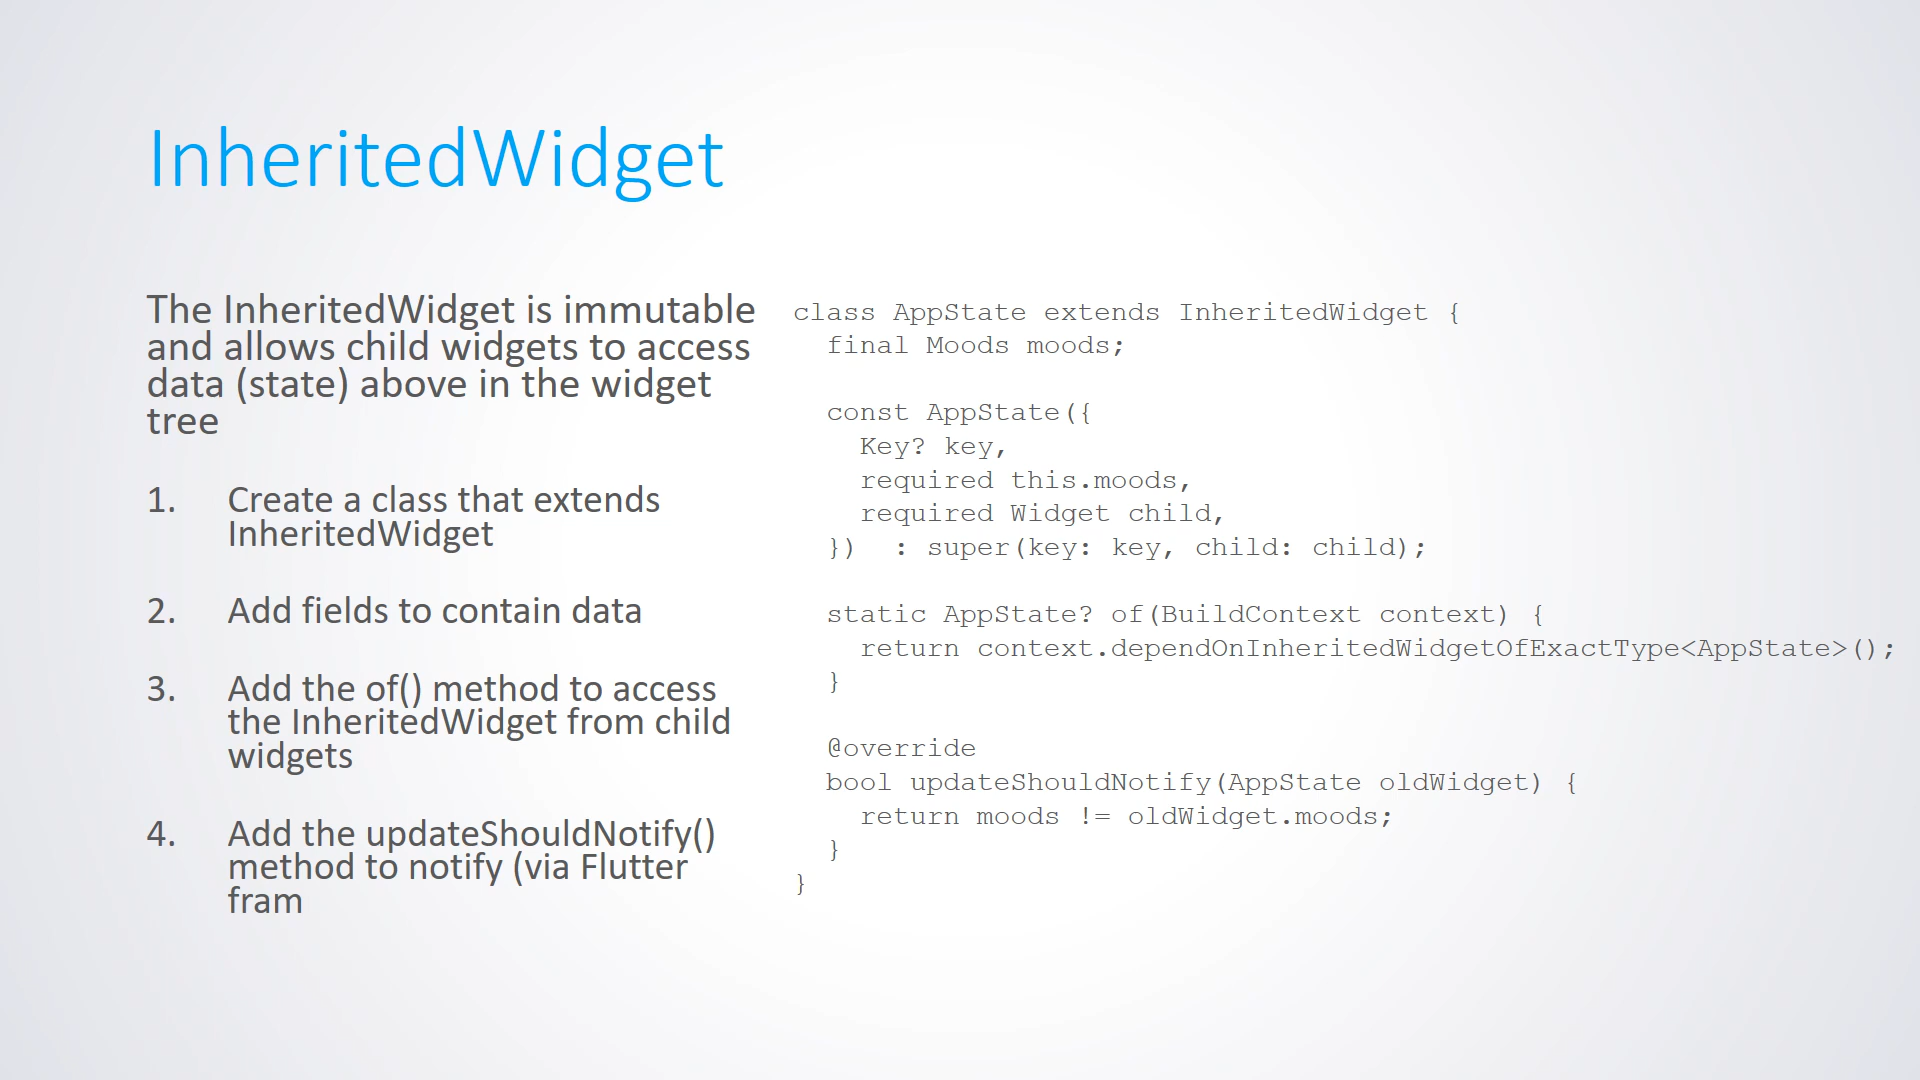 InheritedWidget
The InheritedWidget is immutable
and allows child widgets to access
data (state) above in the widget
tree
1. Create a class that extends
InheritedWidget
2. Add fields to contain data
3. Add the of() method to access
the InheritedWidget from child
widgets
4. Add the updateShouldNotify()
method to notify (via Flutter
fram
class AppState extends InheritedWidget {
  final Moods moods;

  const AppState({
    Key? key,
    required this.moods,
    required Widget child,
  })  : super(key: key, child: child);

  static AppState? of(BuildContext context) {
    return context.dependOnInheritedWidgetOfExactType<AppState>();
  }

  @override
  bool updateShouldNotify(AppState oldWidget) {
    return moods != oldWidget.moods;
  }
}